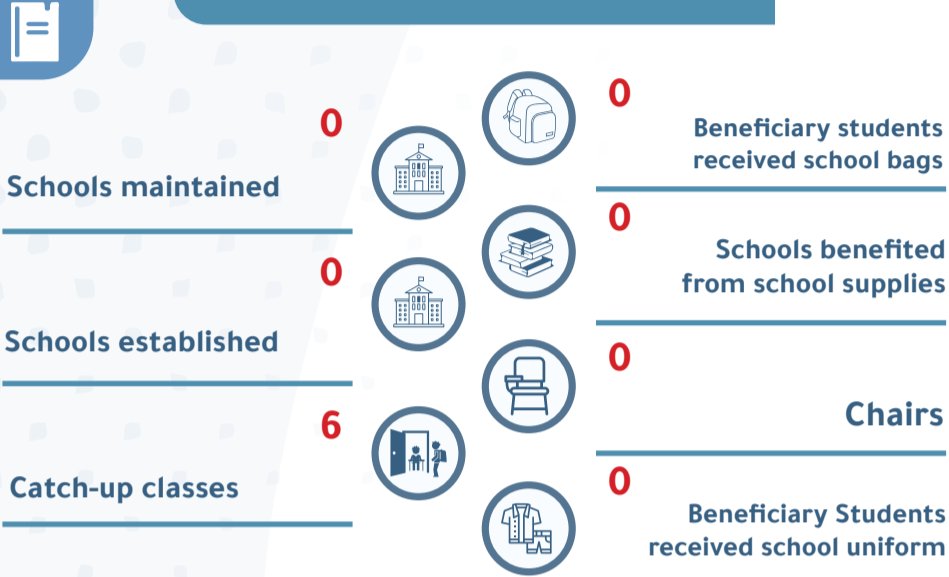 0
Schools maintained
0
Schools established
6
Catch-up classes
0
Beneficiary students
received school bags
0
Schools benefited
from school supplies
0
Chairs
0
Beneficiary Students
received school uniform